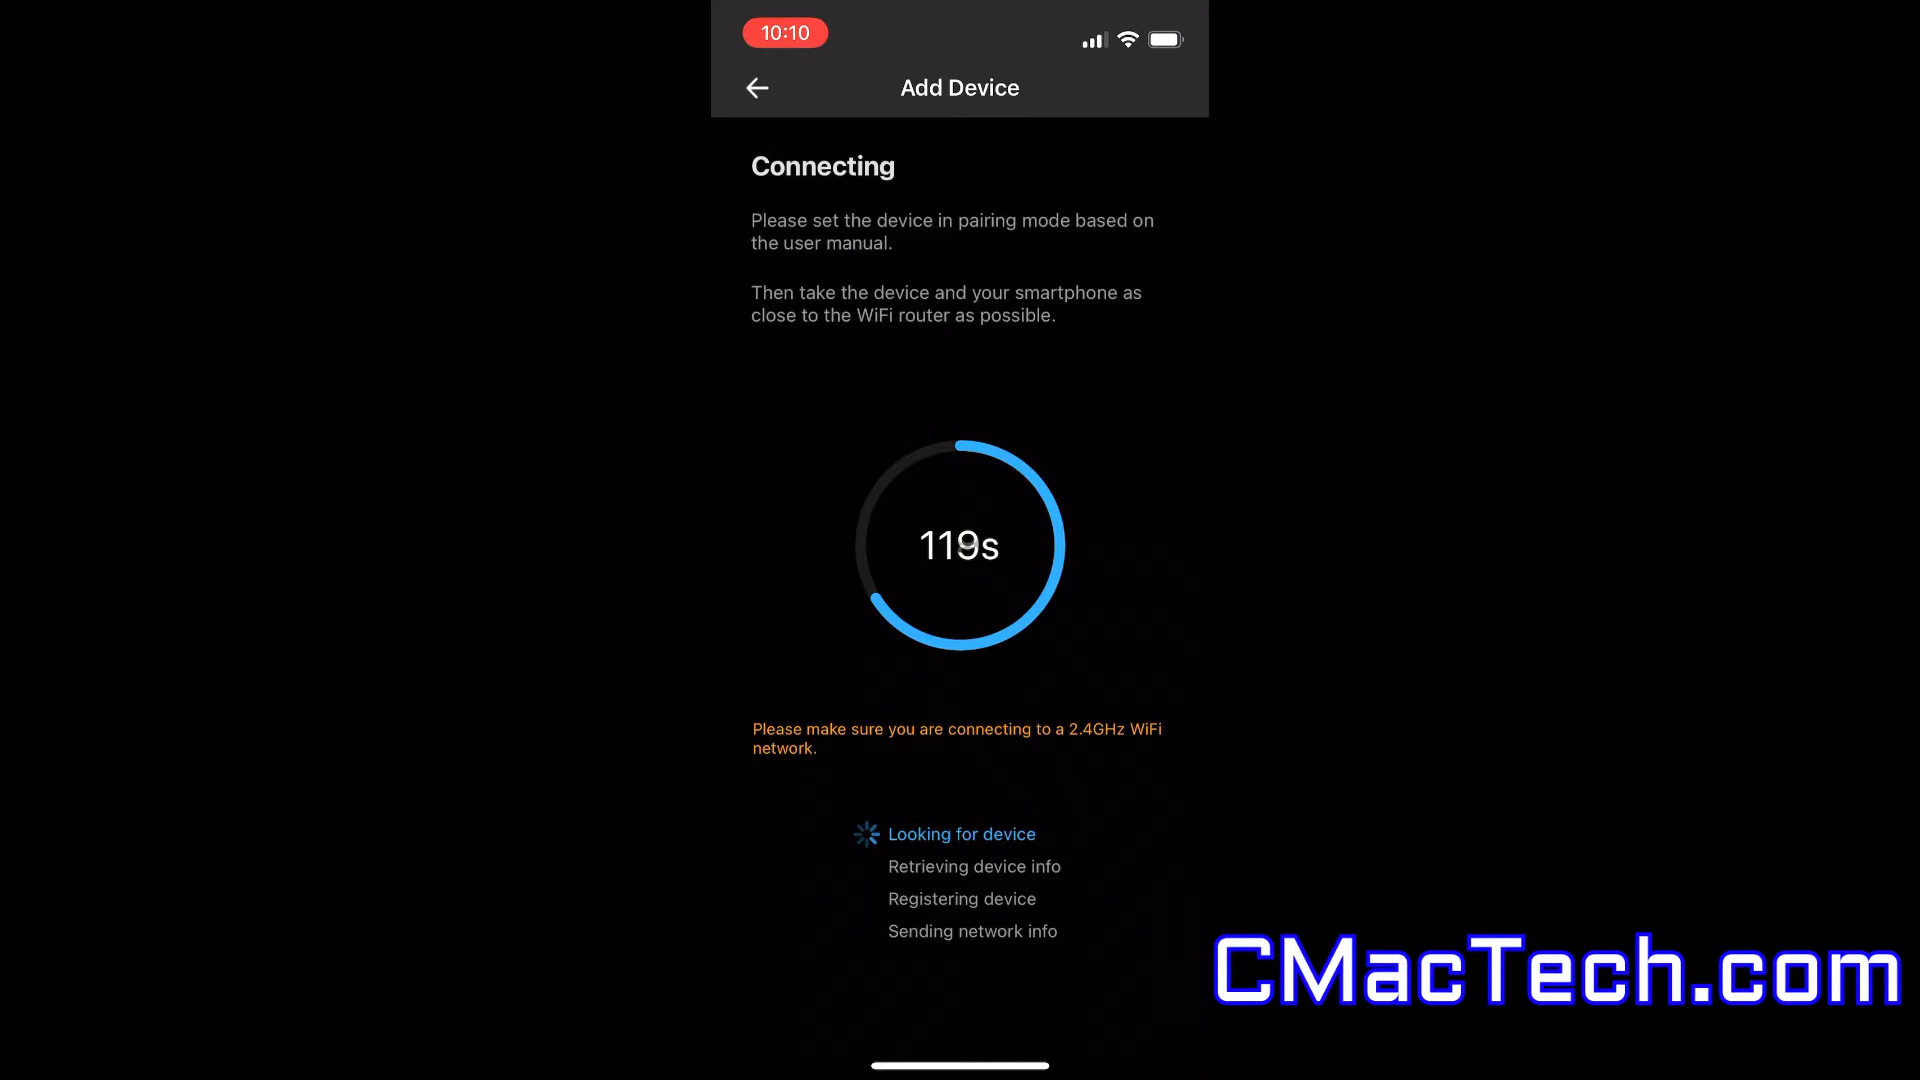 10:10
Add Device
Connecting
Please set the device in pairing mode based on
the user manual.
Then take the device and your smartphone as
close to the WiFi router as possible.
119s
Please make sure you are connecting to a 2.4GHz WiFi
network.
Looking for device
Retrieving device info
Registering device
Sending network info
CMacTech.com